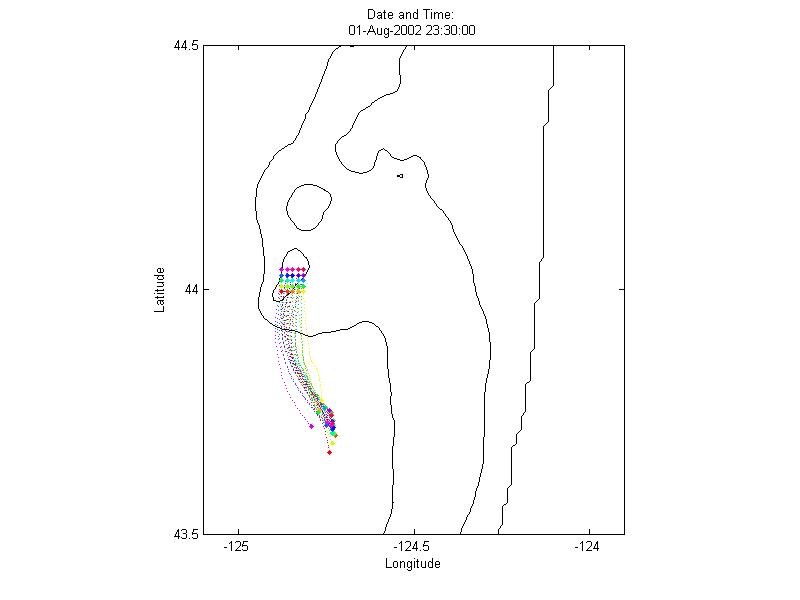 Date and Time:
01-Aug-2002 23:30:00
44.5
44
43.5
Latitude
-125
-124.5
-124
Longitude